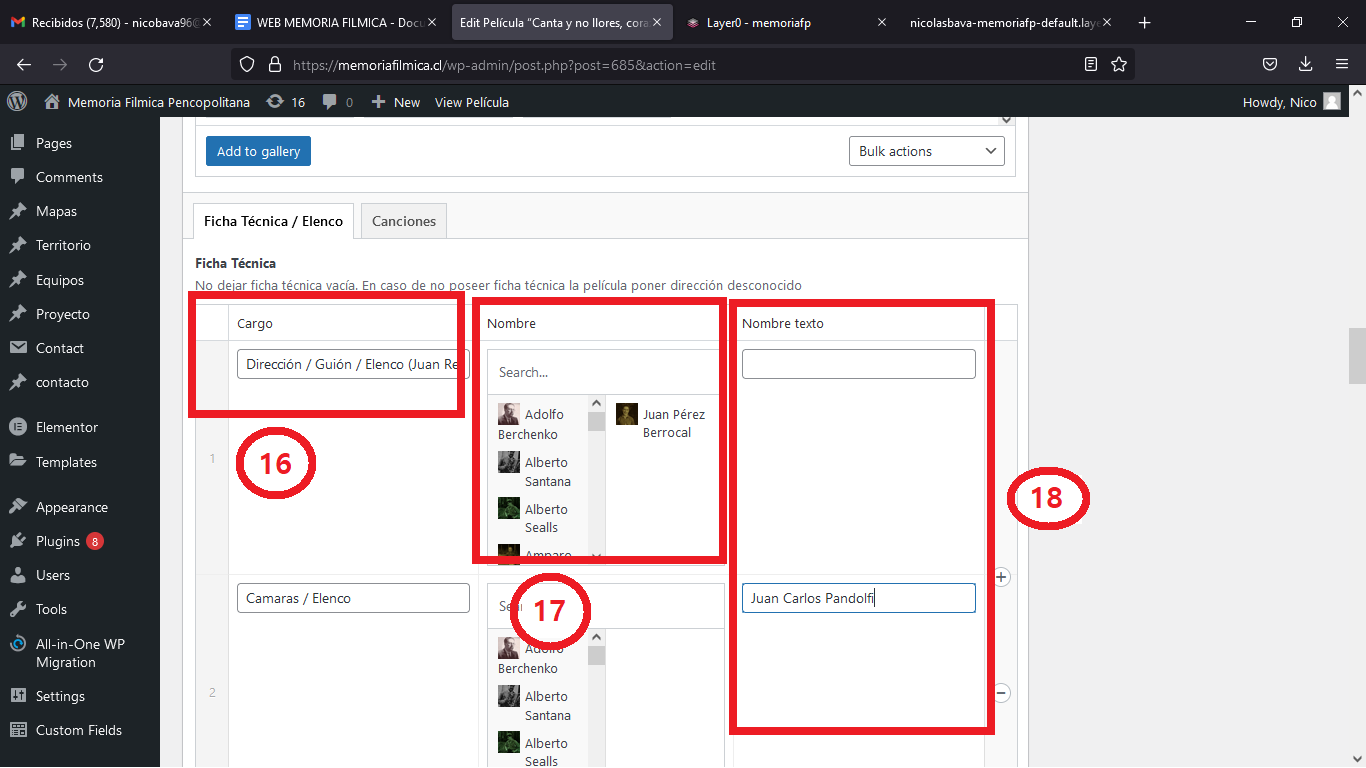 Recibidos (7,580) - nicobava96@
WEB MEMORIA FILMICA - Docu
Edit Película "Canta y no llores, cora
Layer0 - memoriafp
nicolasbava-memoriafp-default.laye
https://memoriafilmica.cl/wp-admin/post.php?post=685&action=edit
Memoria Filmica Pencopolitana
16
0
New
View Película
Howdy, Nico
Pages
Comments
Mapas
Territorio
Equipos
Proyecto
Contact
contacto
Elementor
Templates
Appearance
Plugins 8
Users
Tools
All-in-One WP
Migration
Settings
Custom Fields
Add to gallery
Bulk actions
Ficha Técnica / Elenco
Canciones
Ficha Técnica
No dejar ficha técnica vacía. En caso de no poseer ficha técnica la película poner dirección desconocido
Cargo
Nombre
Nombre texto
1
Dirección / Guión / Elenco (Juan Re
Search...
Adolfo
Berchenko
Alberto
Santana
Alberto
Sealls
Amparo
Juan Pérez
Berrocal
16
17
18
2
Camaras / Elenco
Juan Carlos Pandolfi
Adolfo
Berchenko
Alberto
Santana
Alberto
Sealls